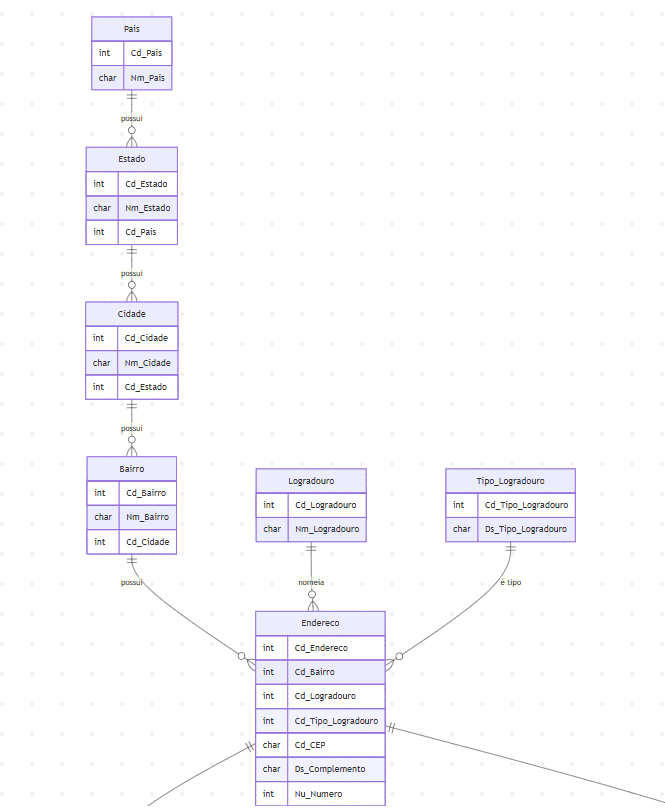 País
int Cd_Pais
char Nm_Pais
possui
Estado
int Cd_Estado
char Nm_Estado
int Cd_Pais
possui
Cidade
int Cd_Cidade
char Nm_Cidade
int Cd_Estado
possui
Bairro
int Cd_Bairro
char Nm_Bairro
int Cd_Cidade
Logradouro
int Cd_Logradouro
char Nm_Logradouro
Tipo_Logradouro
int Cd_Tipo_Logradouro
char Ds_Tipo_Logradouro
possui
nomeia
é tipo
Endereco
int Cd_Endereco
int Cd_Bairro
int Cd_Logradouro
int Cd_Tipo_Logradouro
char Cd_CEP
char Ds_Complemento
int Nu_Numero